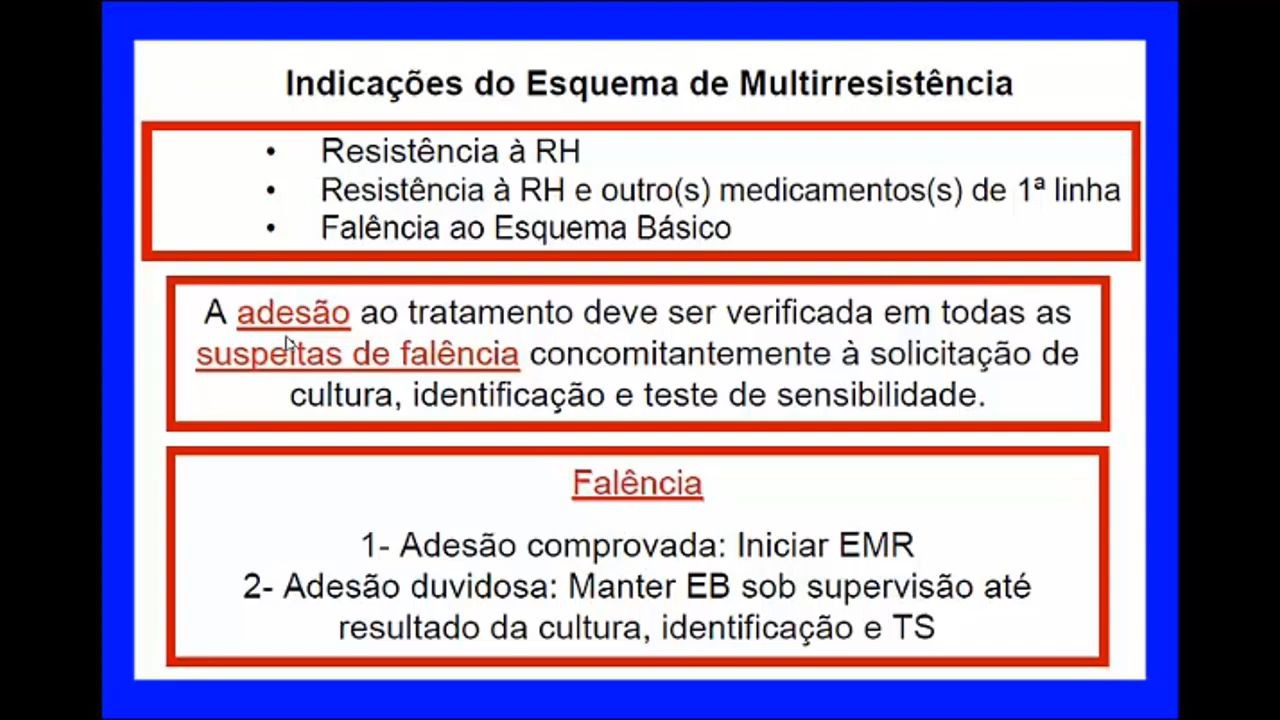 Indicações do Esquema de Multirresistência
• Resistência à RH
• Resistência à RH e outro(s) medicamentos(s) de 1ª linha
• Falência ao Esquema Básico
A adesão ao tratamento deve ser verificada em todas as
suspeitas de falência concomitantemente à solicitação de
cultura, identificação e teste de sensibilidade.
Falência
1- Adesão comprovada: Iniciar EMR
2- Adesão duvidosa: Manter EB sob supervisão até
resultado da cultura, identificação e TS